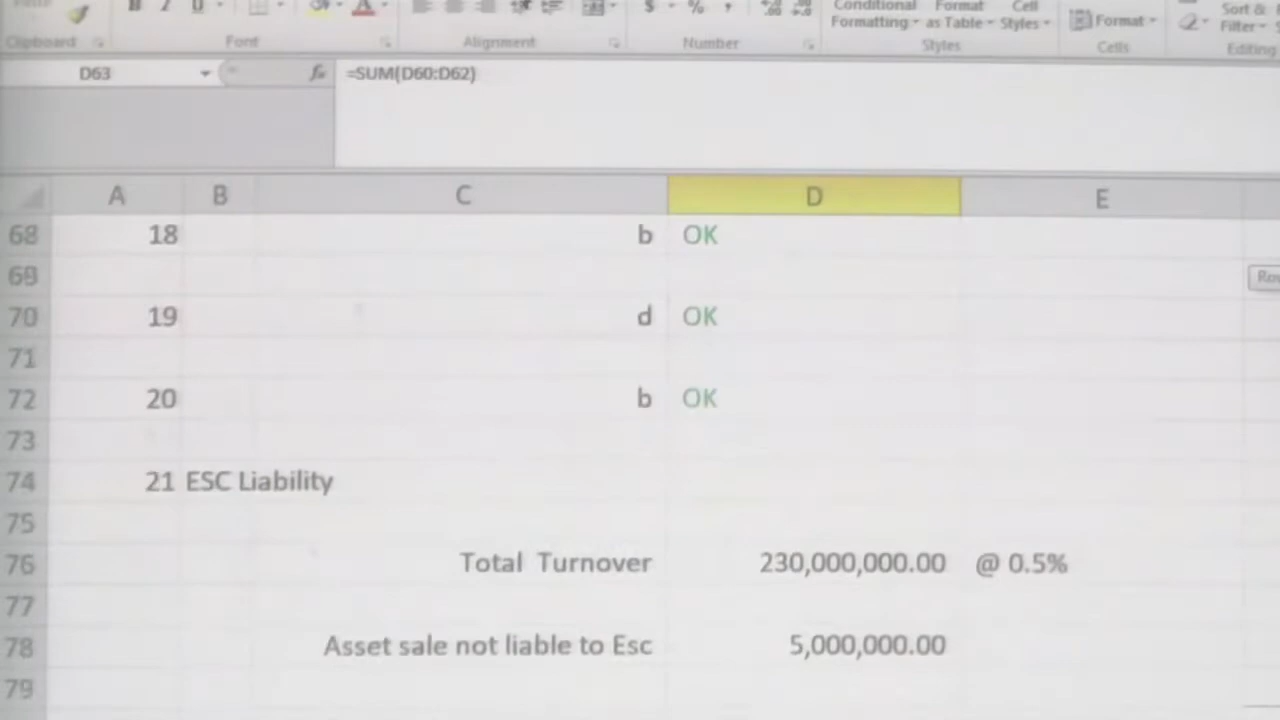 B I U A $ % , Conditional Format Cell Sort &
Formatting as Table Styles Format Filter
Clipboard Font Alignment Number Styles Cells Editing
D63 fx =SUM(D60:D62)
A B C D E
68 18 b OK
69
70 19 d OK
71
72 20 b OK
73
74 21 ESC Liability
75
76 Total Turnover 230,000,000.00 @ 0.5%
77
78 Asset sale not liable to Esc 5,000,000.00
79